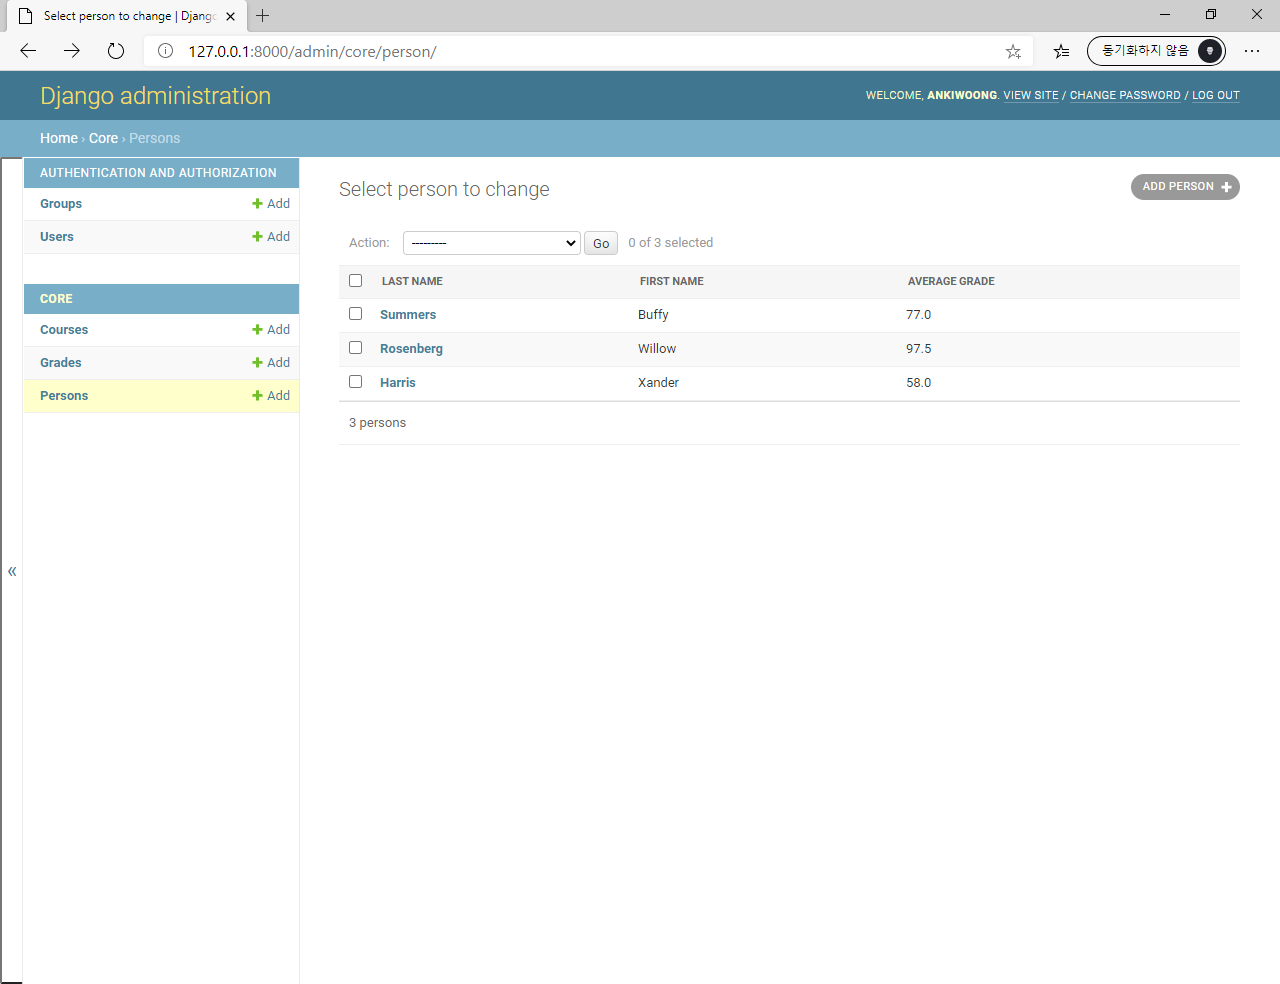 Select person to change | Djang
127.0.0.1:8000/admin/core/person/
동기화하지 않음
Django administration
WELCOME, ANKIWOONG. VIEW SITE / CHANGE PASSWORD / LOG OUT
Home › Core › Persons
AUTHENTICATION AND AUTHORIZATION
Groups + Add
Users + Add
CORE
Courses + Add
Grades + Add
Persons + Add
«
Select person to change
ADD PERSON +
Action: --------- Go 0 of 3 selected
LAST NAME FIRST NAME AVERAGE GRADE
Summers Buffy 77.0
Rosenberg Willow 97.5
Harris Xander 58.0
3 persons